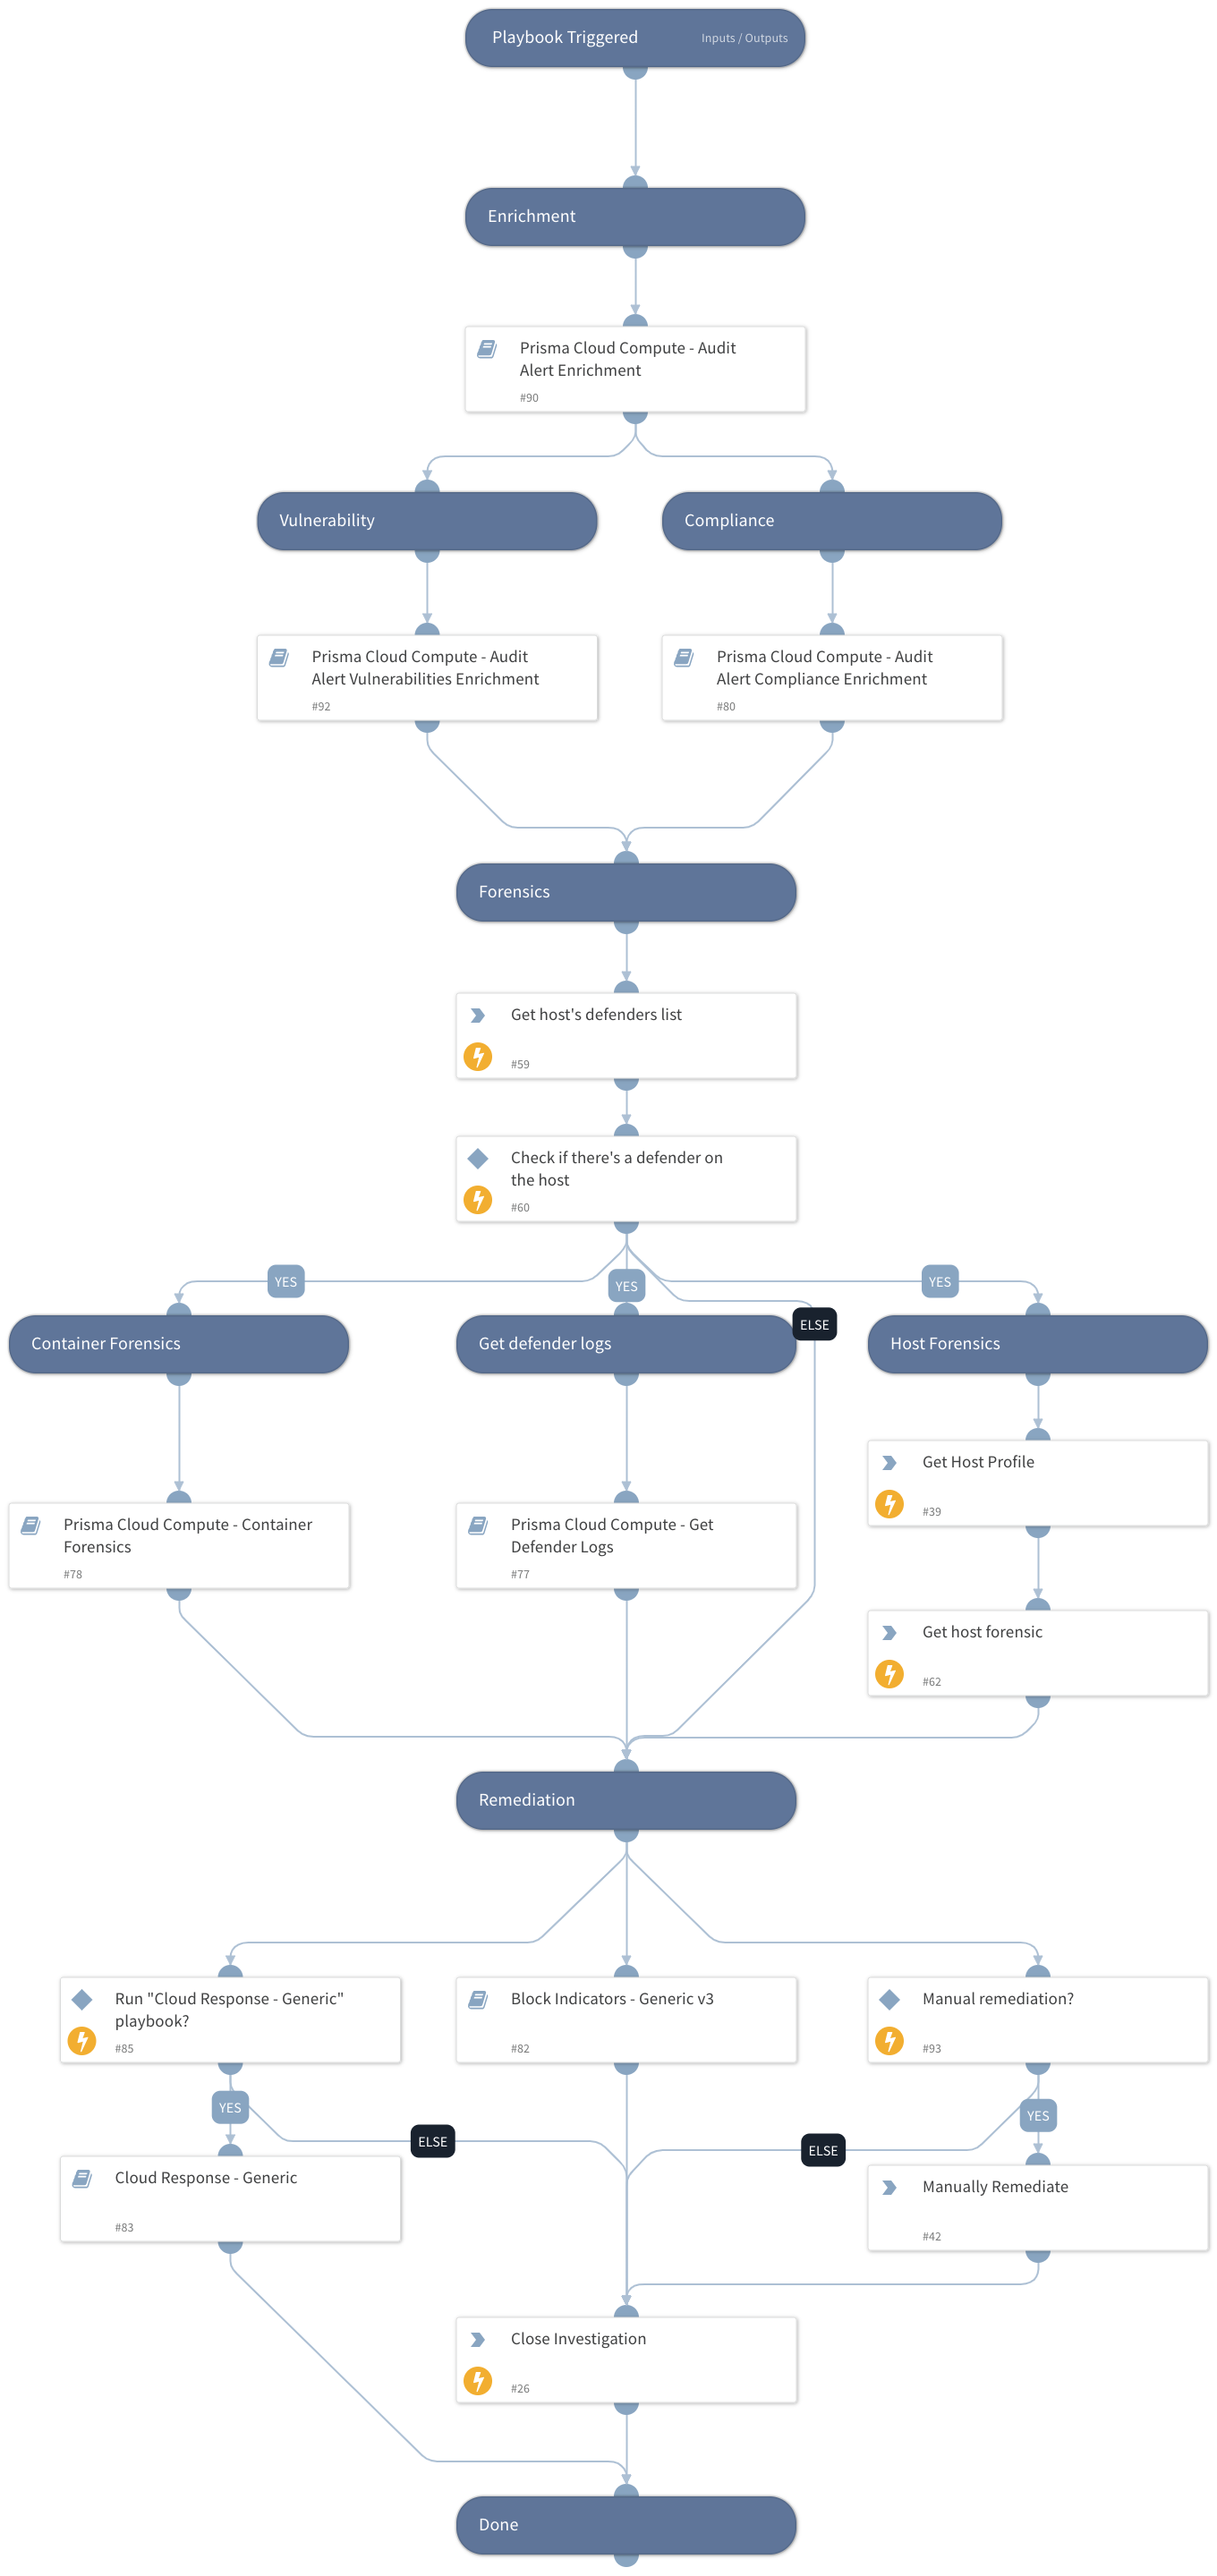 Playbook Triggered
Inputs / Outputs
Enrichment
Prisma Cloud Compute - Audit
Alert Enrichment
#90
Vulnerability
Compliance
Prisma Cloud Compute - Audit
Alert Vulnerabilities Enrichment
#92
Prisma Cloud Compute - Audit
Alert Compliance Enrichment
#80
Forensics
Get host's defenders list
#59
Check if there's a defender on
the host
#60
YES
YES
YES
ELSE
Container Forensics
Get defender logs
Host Forensics
Get Host Profile
#39
Prisma Cloud Compute - Container
Forensics
#78
Prisma Cloud Compute - Get
Defender Logs
#77
Get host forensic
#62
Remediation
Run "Cloud Response - Generic"
playbook?
#85
Block Indicators - Generic v3
#82
Manual remediation?
#93
YES
YES
ELSE
ELSE
Cloud Response - Generic
#83
Manually Remediate
#42
Close Investigation
#26
Done